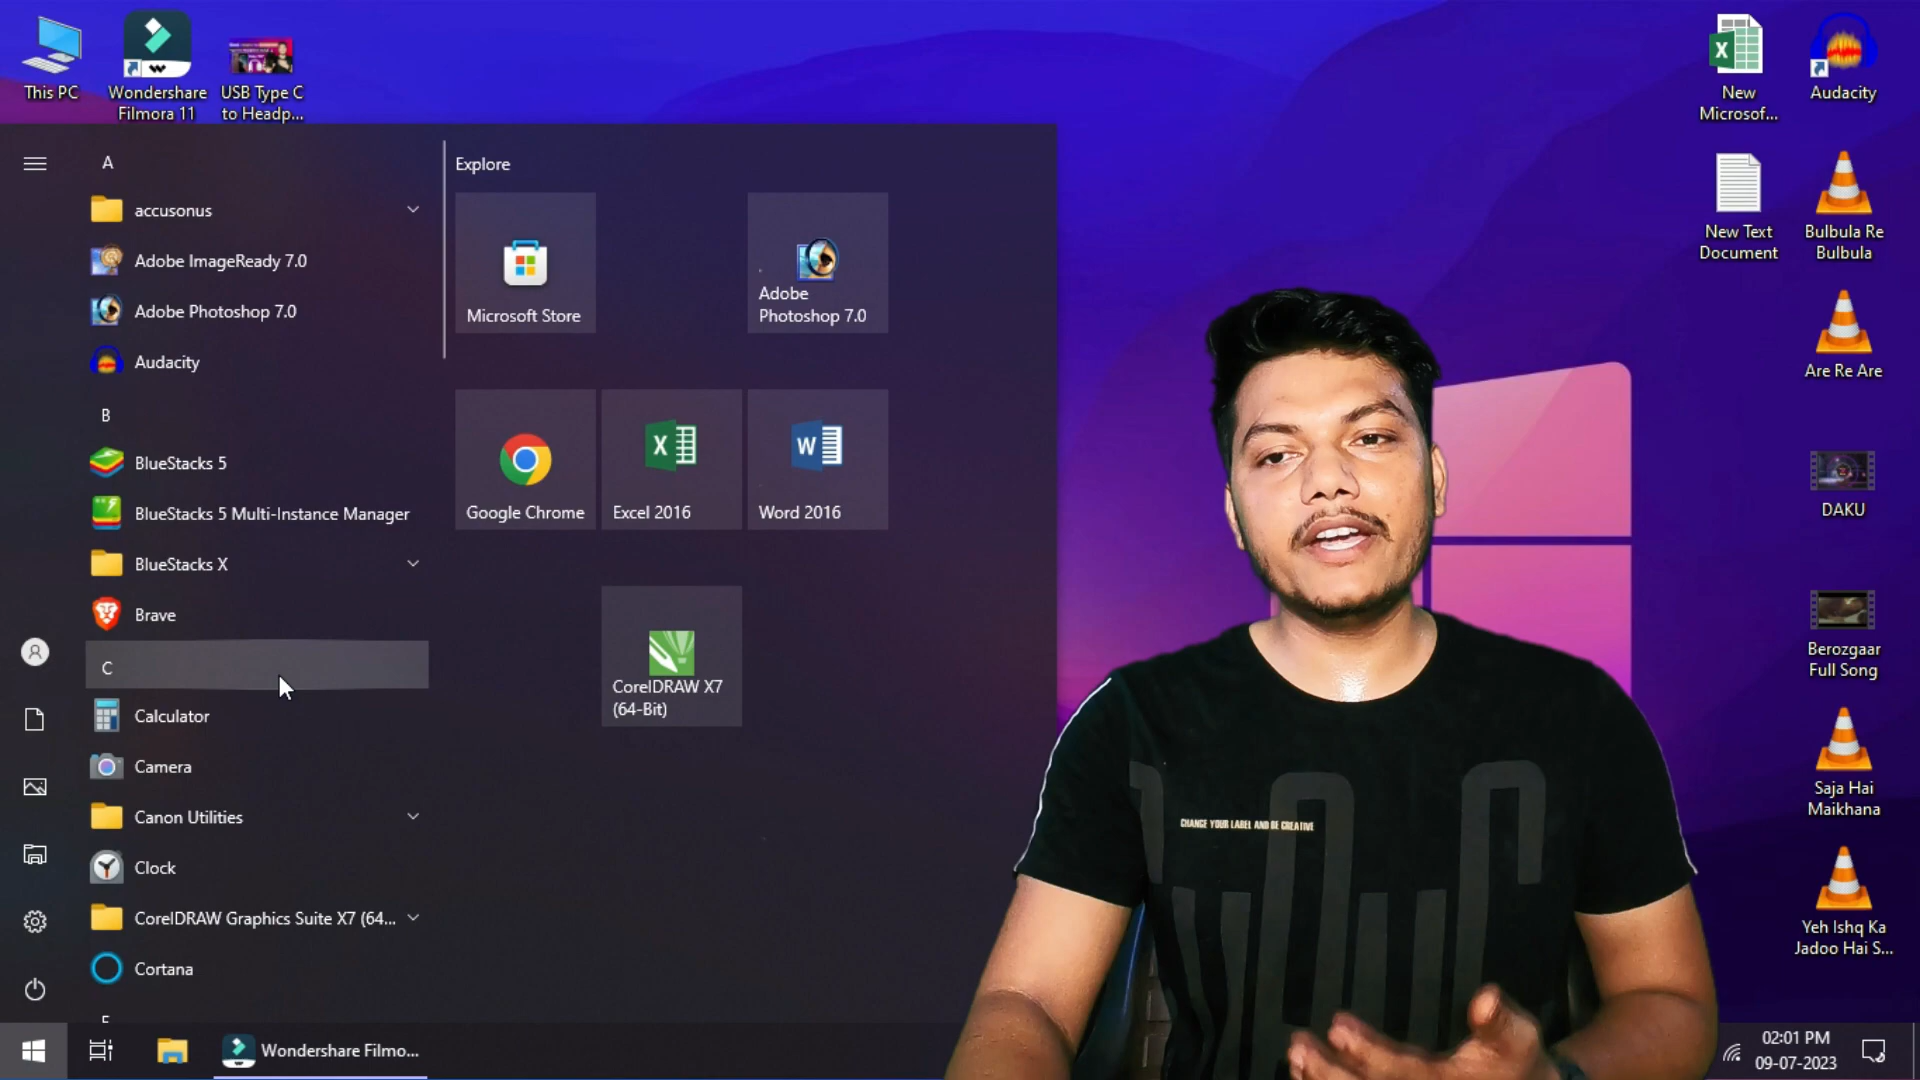 This PC
Wondershare
Filmora 11
USB Type C
to Headp...
New
Microsof...
Audacity
New Text
Document
Bulbula Re
Bulbula
Are Re Are
DAKU
Berozgaar
Full Song
Saja Hai
Maikhana
Yeh Ishq Ka
Jadoo Hai S...
A
accusonus
Adobe ImageReady 7.0
Adobe Photoshop 7.0
Audacity
B
BlueStacks 5
BlueStacks 5 Multi-Instance Manager
BlueStacks X
Brave
C
Calculator
Camera
Canon Utilities
Clock
CorelDRAW Graphics Suite X7 (64...
Cortana
Explore
Microsoft Store
Adobe
Photoshop 7.0
Google Chrome
Excel 2016
Word 2016
CorelDRAW X7
(64-Bit)
CHANGE YOUR LABEL AND BE CREATIVE
Wondershare Filmo...
02:01 PM
09-07-2023